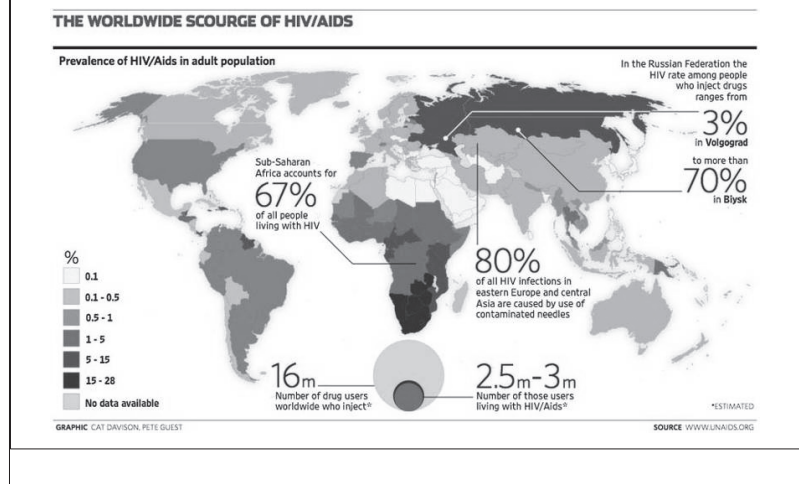 THE WORLDWIDE SCOURGE OF HIV/AIDS
Prevalence of HIV/Aids in adult population
In the Russian Federation the
HIV rate among people
who inject drugs
ranges from
3%
in Volgograd
to more than
70%
in Biysk
Sub-Saharan
Africa accounts for
67%
of all people
living with HIV
80%
of all HIV infections in
eastern Europe and central
Asia are caused by use of
contaminated needles
%
0.1
0.1 - 0.5
0.5 - 1
1 - 5
5 - 15
15 - 28
No data available
16m
Number of drug users
worldwide who inject*
2.5m-3m
Number of those users
living with HIV/Aids*
*ESTIMATED
GRAPHIC CAT DAVISON, PETE GUEST
SOURCE WWW.UNAIDS.ORG